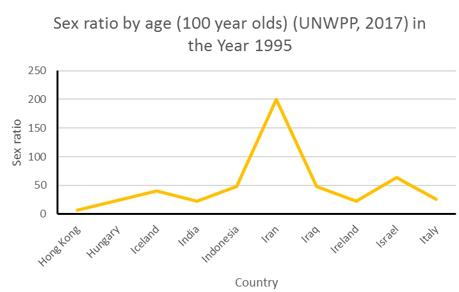 Sex ratio by age (100 year olds) (UNWPP, 2017) in
the Year 1995
250
200
150
100
50
0
Sex ratio
Hong Kong
Hungary
Iceland
India
Indonesia
Iran
Iraq
Ireland
Israel
Italy
Country